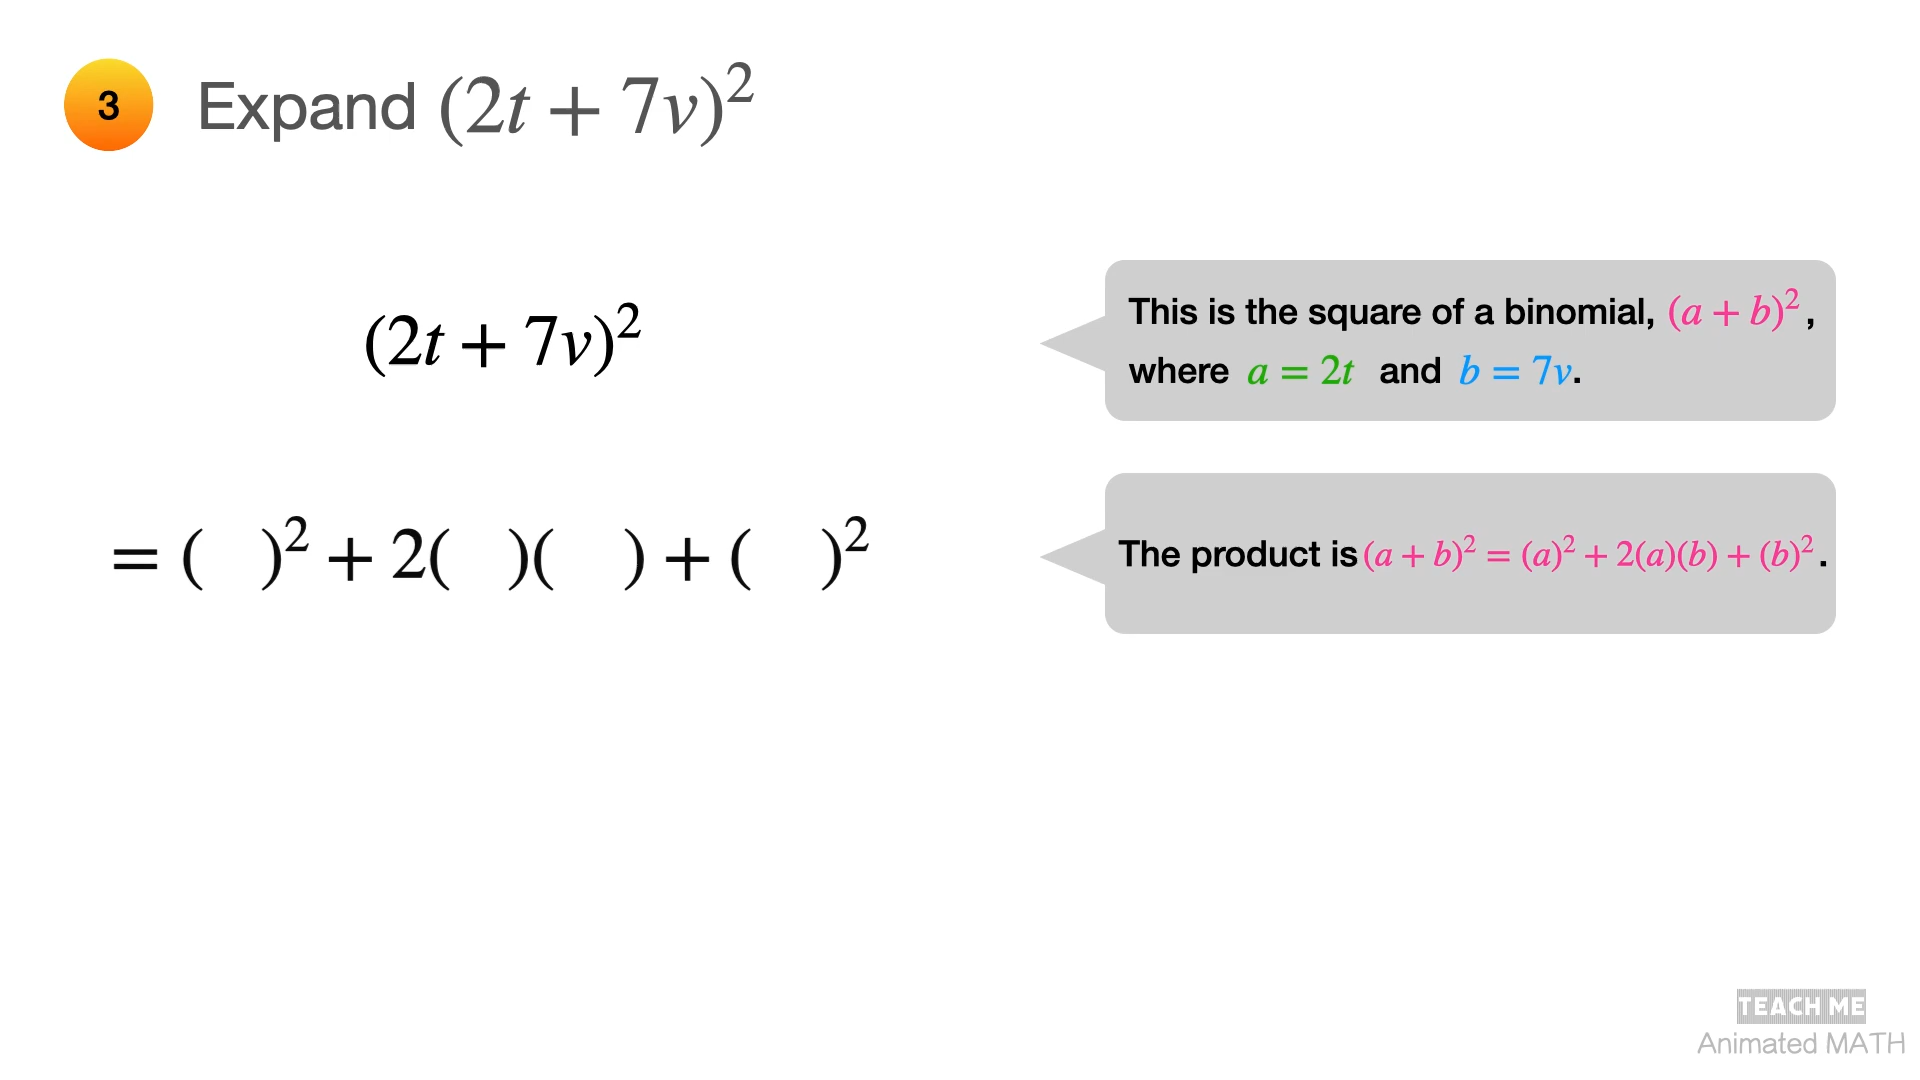 3 Expand (2t + 7v)²
(2t + 7v)²
This is the square of a binomial, (a + b)²,
where a = 2t and b = 7v.
= ( )² + 2( )( ) + ( )²
The product is (a + b)² = (a)² + 2(a)(b) + (b)².
TEACH ME
Animated MATH